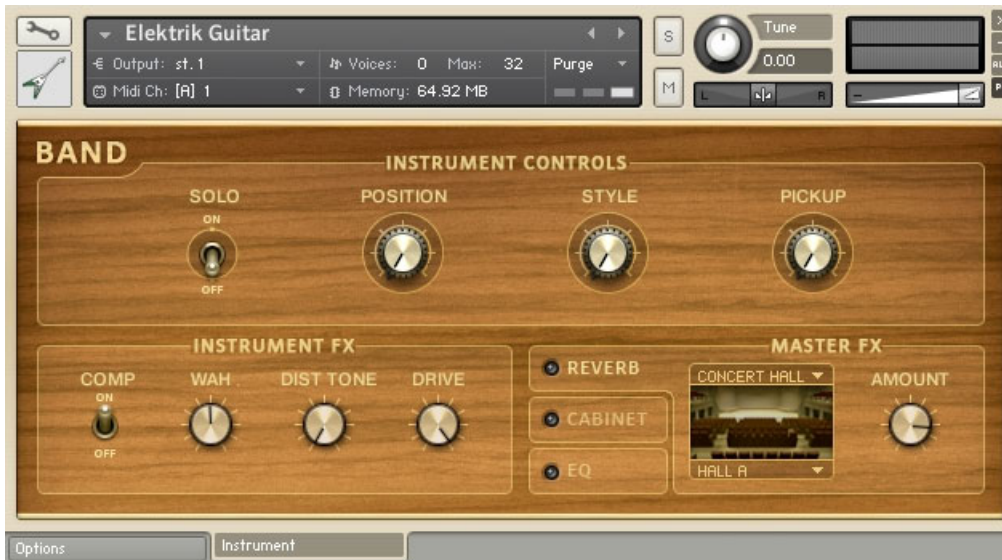 Elektrik Guitar
S
Tune
Output: st. 1
Voices: 0 Max: 32
Purge
0.00
Midi Ch: [A] 1
Memory: 64.92 MB
M
L
R
BAND
INSTRUMENT CONTROLS
SOLO
POSITION
STYLE
PICKUP
ON
OFF
INSTRUMENT FX
MASTER FX
COMP
WAH
DIST TONE
DRIVE
ON
OFF
REVERB
CABINET
EQ
CONCERT HALL
HALL A
AMOUNT
Options
Instrument